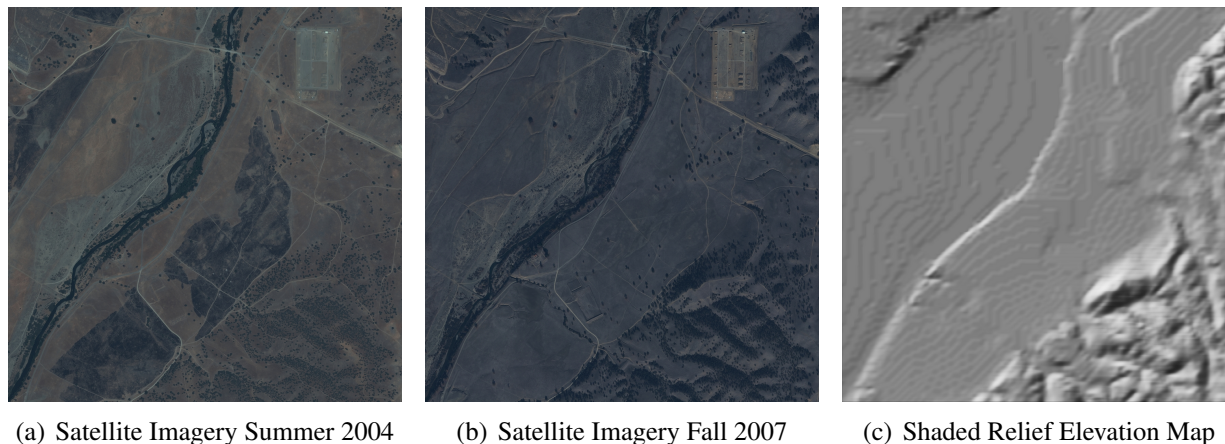 (a) Satellite Imagery Summer 2004
(b) Satellite Imagery Fall 2007
(c) Shaded Relief Elevation Map